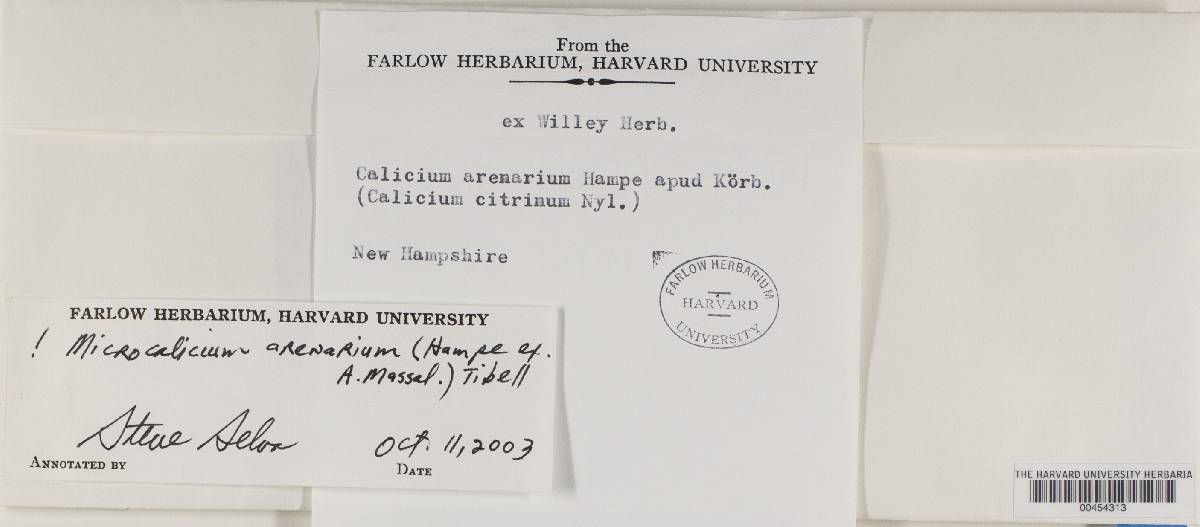 From the
FARLOW HERBARIUM, HARVARD UNIVERSITY
ex Willey Herb.
Calicium arenarium Hampe apud Körb.
(Calicium citrinum Nyl.)
New Hampshire
FARLOW HERBARIUM
HARVARD
UNIVERSITY
FARLOW HERBARIUM, HARVARD UNIVERSITY
! Microcalicium arenarium (Hampe ex.
A. Massal.) Tibell
Steve Selva Oct. 11, 2003
ANNOTATED BY DATE
THE HARVARD UNIVERSITY HERBARIA
00454313